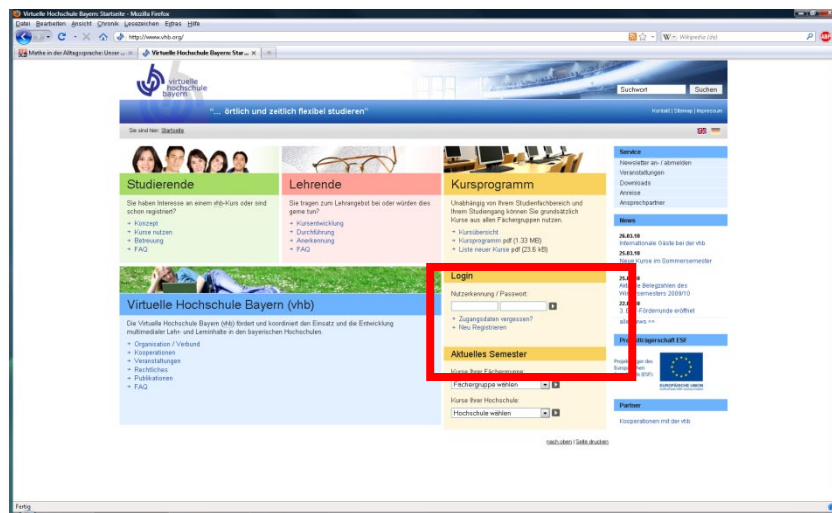 Virtuelle Hochschule Bayern: Startseite - Mozilla Firefox
Datei Bearbeiten Ansicht Chronik Lesezeichen Extras Hilfe
http://www.vhb.org/
Wikipedia (de)
Mathe in der Alltagssprache: Unser ...
Virtuelle Hochschule Bayern: Star...
virtuelle
hochschule
bayern
Suchwort
Suchen
"... örtlich und zeitlich flexibel studieren"
Kontakt | Sitemap | Impressum
Sie sind hier: Startseite
Studierende
Sie haben Interesse an einem vhb-Kurs oder sind
schon registriert?
Konzept
Kurse nutzen
Betreuung
FAQ
Lehrende
Sie tragen zum Lehrangebot bei oder würden dies
gerne tun?
Kursentwicklung
Durchführung
Anerkennung
FAQ
Kursprogramm
Unabhängig von Ihrem Studienfachbereich und
Ihrem Studiengang können Sie grundsätzlich
Kurse aus allen Fächergruppen nutzen.
Kursübersicht
Kursprogramm pdf (1.33 MB)
Liste neuer Kurse pdf (23.6 kB)
Virtuelle Hochschule Bayern (vhb)
Die Virtuelle Hochschule Bayern (vhb) fördert und koordiniert den Einsatz und die Entwicklung
multimedialer Lehr- und Lerninhalte in den bayerischen Hochschulen.
Organisation / Verbund
Kooperationen
Veranstaltungen
Rechtliches
Publikationen
FAQ
Login
Nutzerkennung / Passwort:
Zugangsdaten vergessen?
Neu Registrieren
Aktuelles Semester
Kurse Ihrer Fächergruppe:
Fächergruppe wählen
Kurse Ihrer Hochschule:
Hochschule wählen
Service
Newsletter an- / abmelden
Veranstaltungen
Downloads
Anreise
Ansprechpartner
News
26.03.10
Internationale Gäste bei der vhb
25.03.10
Neue Kurse im Sommersemester
Belegzahlen des
2009/10
3.
Förderrunde eröffnet
ESF
EUROPÄISCHE UNION
Partner
Kooperationen mit der vhb
nach oben | Seite drucken
Fertig